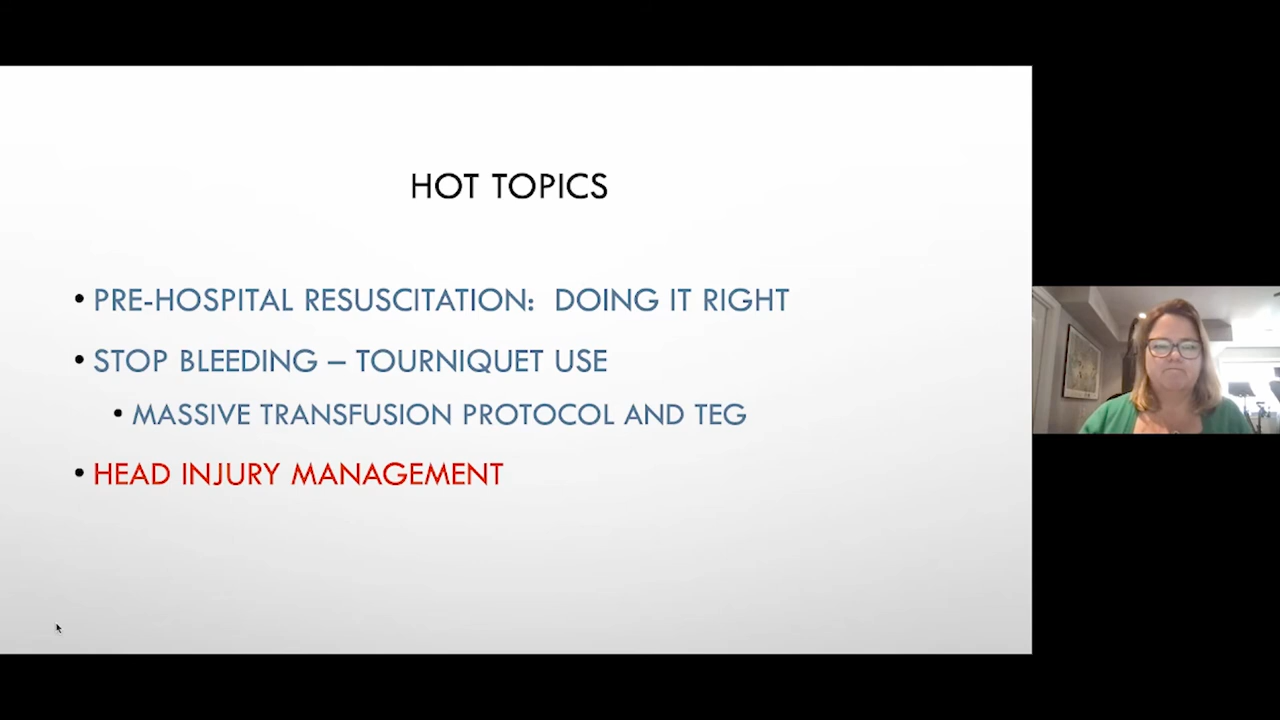 HOT TOPICS
• PRE-HOSPITAL RESUSCITATION: DOING IT RIGHT
• STOP BLEEDING – TOURNIQUET USE
• MASSIVE TRANSFUSION PROTOCOL AND TEG
• HEAD INJURY MANAGEMENT